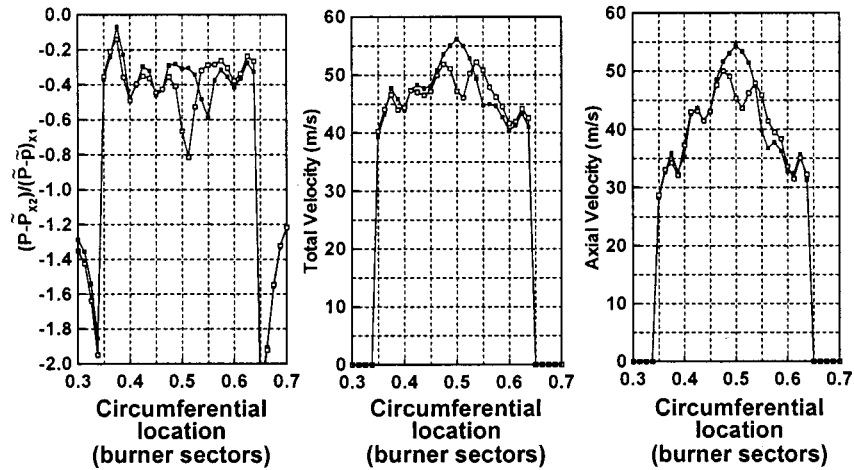 0.0
-0.2
-0.4
-0.6
-0.8
-1.0
-1.2
-1.4
-1.6
-1.8
-2.0
(P-P̃x2)/(P̃-p̃)x1
0.3 0.4 0.5 0.6 0.7
Circumferential
location
(burner sectors)
60
50
40
30
20
10
0
Total Velocity (m/s)
0.3 0.4 0.5 0.6 0.7
Circumferential
location
(burner sectors)
60
50
40
30
20
10
0
Axial Velocity (m/s)
0.3 0.4 0.5 0.6 0.7
Circumferential
location
(burner sectors)